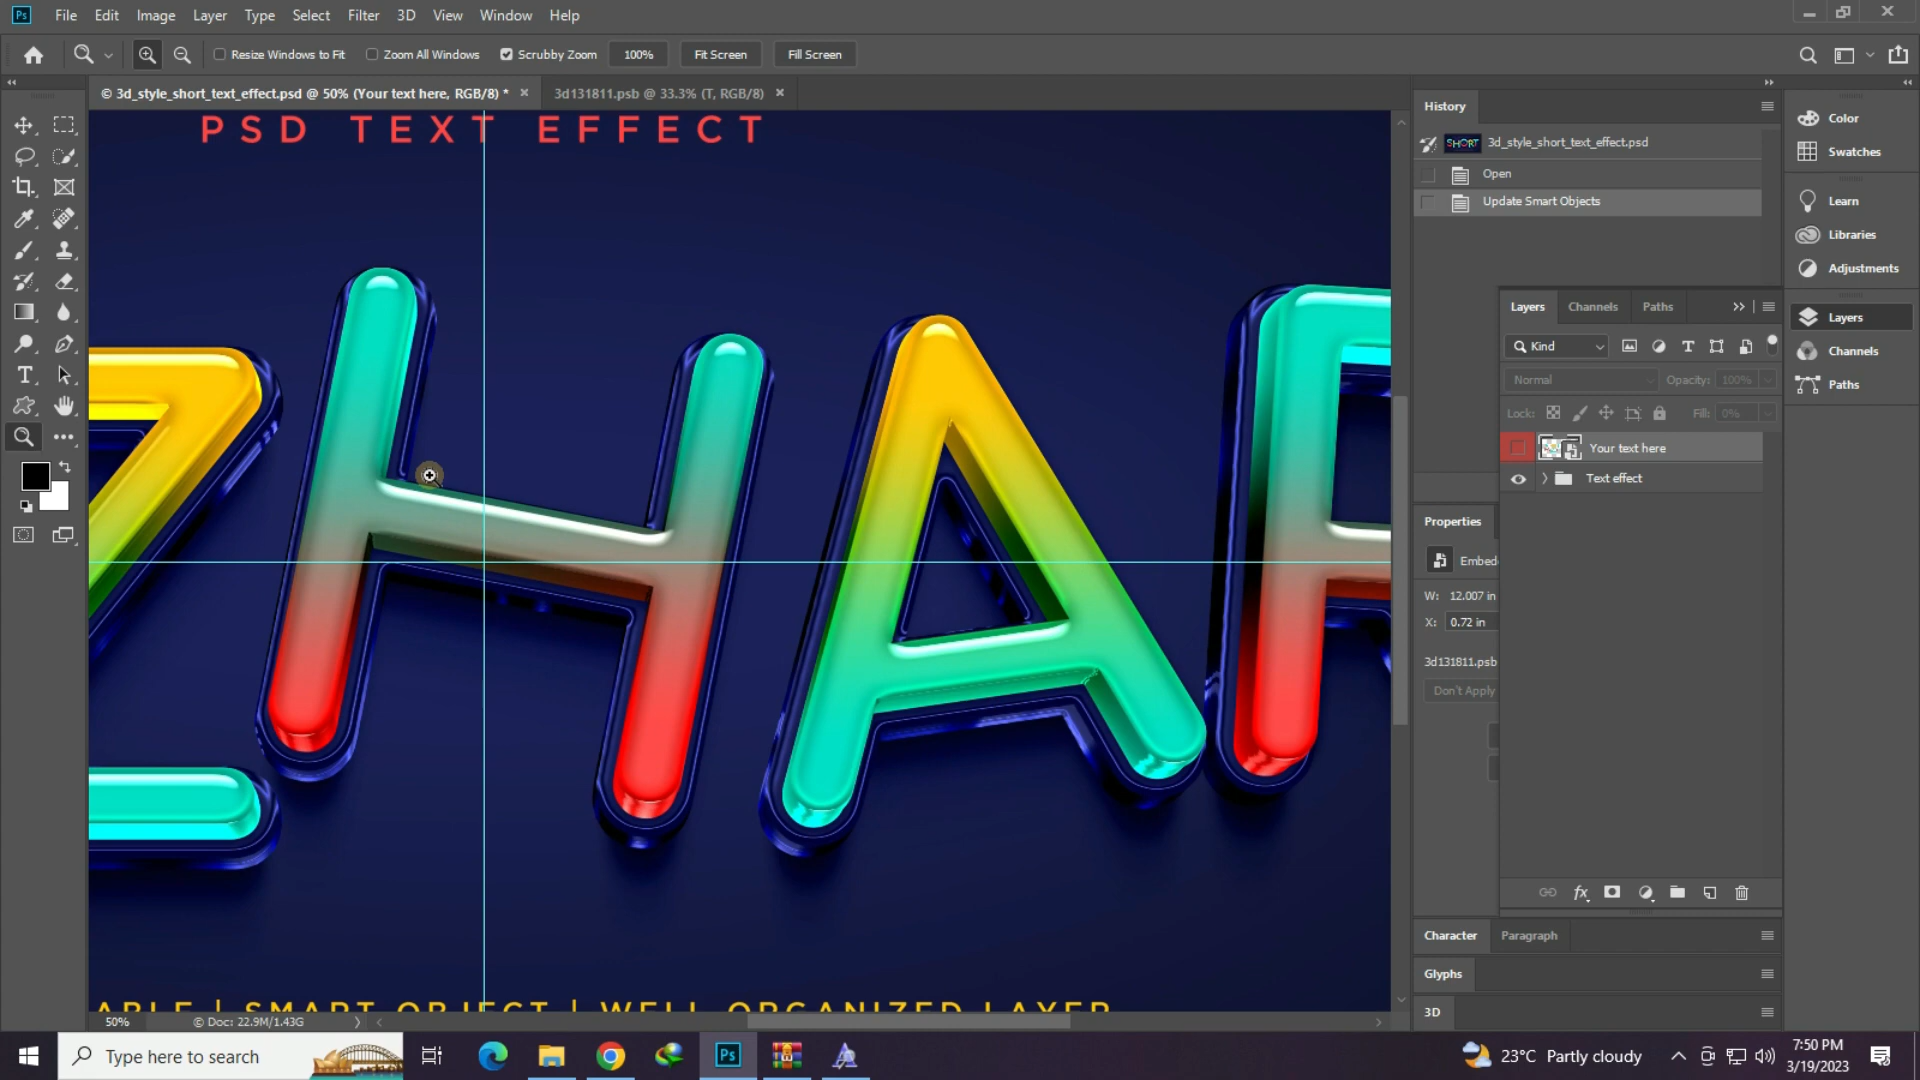 Ps File Edit Image Layer Type Select Filter 3D View Window Help
Resize Windows to Fit Zoom All Windows Scrubby Zoom 100% Fit Screen Fill Screen
© 3d_style_short_text_effect.psd @ 50% (Your text here, RGB/8) * × 3d131811.psb @ 33.3% (T, RGB/8) ×
PSD TEXT EFFECT
ZHAR
ABLE | SMART OBJECT | WELL ORGANIZED LAYER
History
SHORT 3d_style_short_text_effect.psd
Open
Update Smart Objects
Layers Channels Paths
Kind
Normal Opacity: 100%
Lock: Fill: 0%
Your text here
Text effect
fx
Properties
Embed
W: 12.007 in
X: 0.72 in
3d131811.psb
Don't Apply
Character Paragraph
Glyphs
3D
Color
Swatches
Learn
Libraries
Adjustments
Layers
Channels
Paths
50% © Doc: 22.9M/1.43G
Type here to search
Ps
23°C Partly cloudy
7:50 PM
3/19/2023